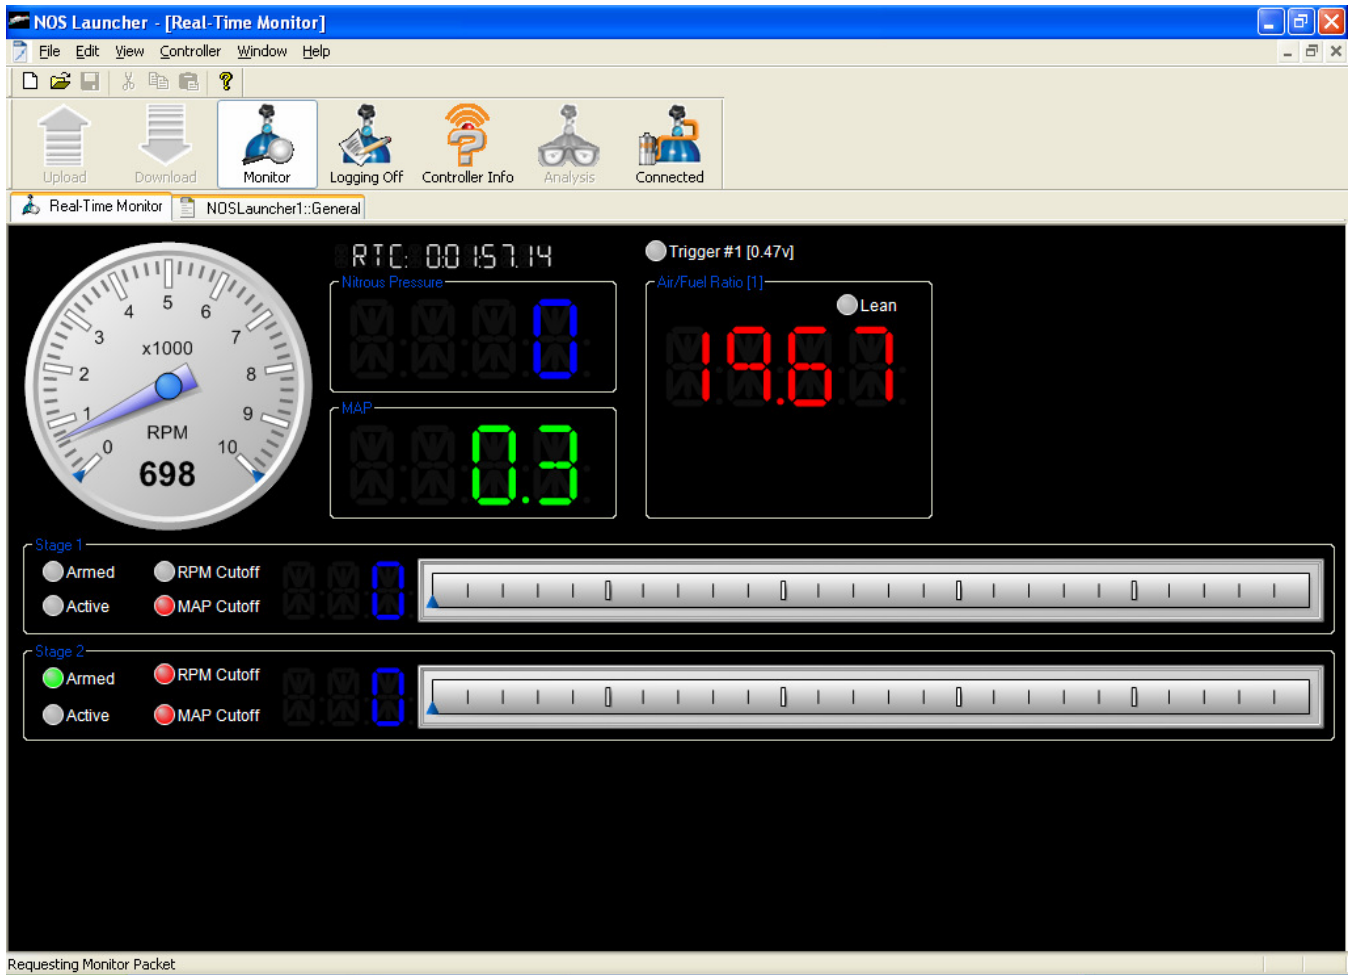 NOS Launcher - [Real-Time Monitor]
File Edit View Controller Window Help
Upload Download Monitor Logging Off Controller Info Analysis Connected
Real-Time Monitor NOSLauncher1::General
RTC: 00:01:57.14
Trigger #1 [0.47v]
Nitrous Pressure
0
Air/Fuel Ratio [1]
Lean
19.67
MAP
0.3
0 1 2 3 4 5 6 7 8 9 10
x1000
RPM
698
Stage 1
Armed RPM Cutoff
Active MAP Cutoff
0
Stage 2
Armed RPM Cutoff
Active MAP Cutoff
0
Requesting Monitor Packet